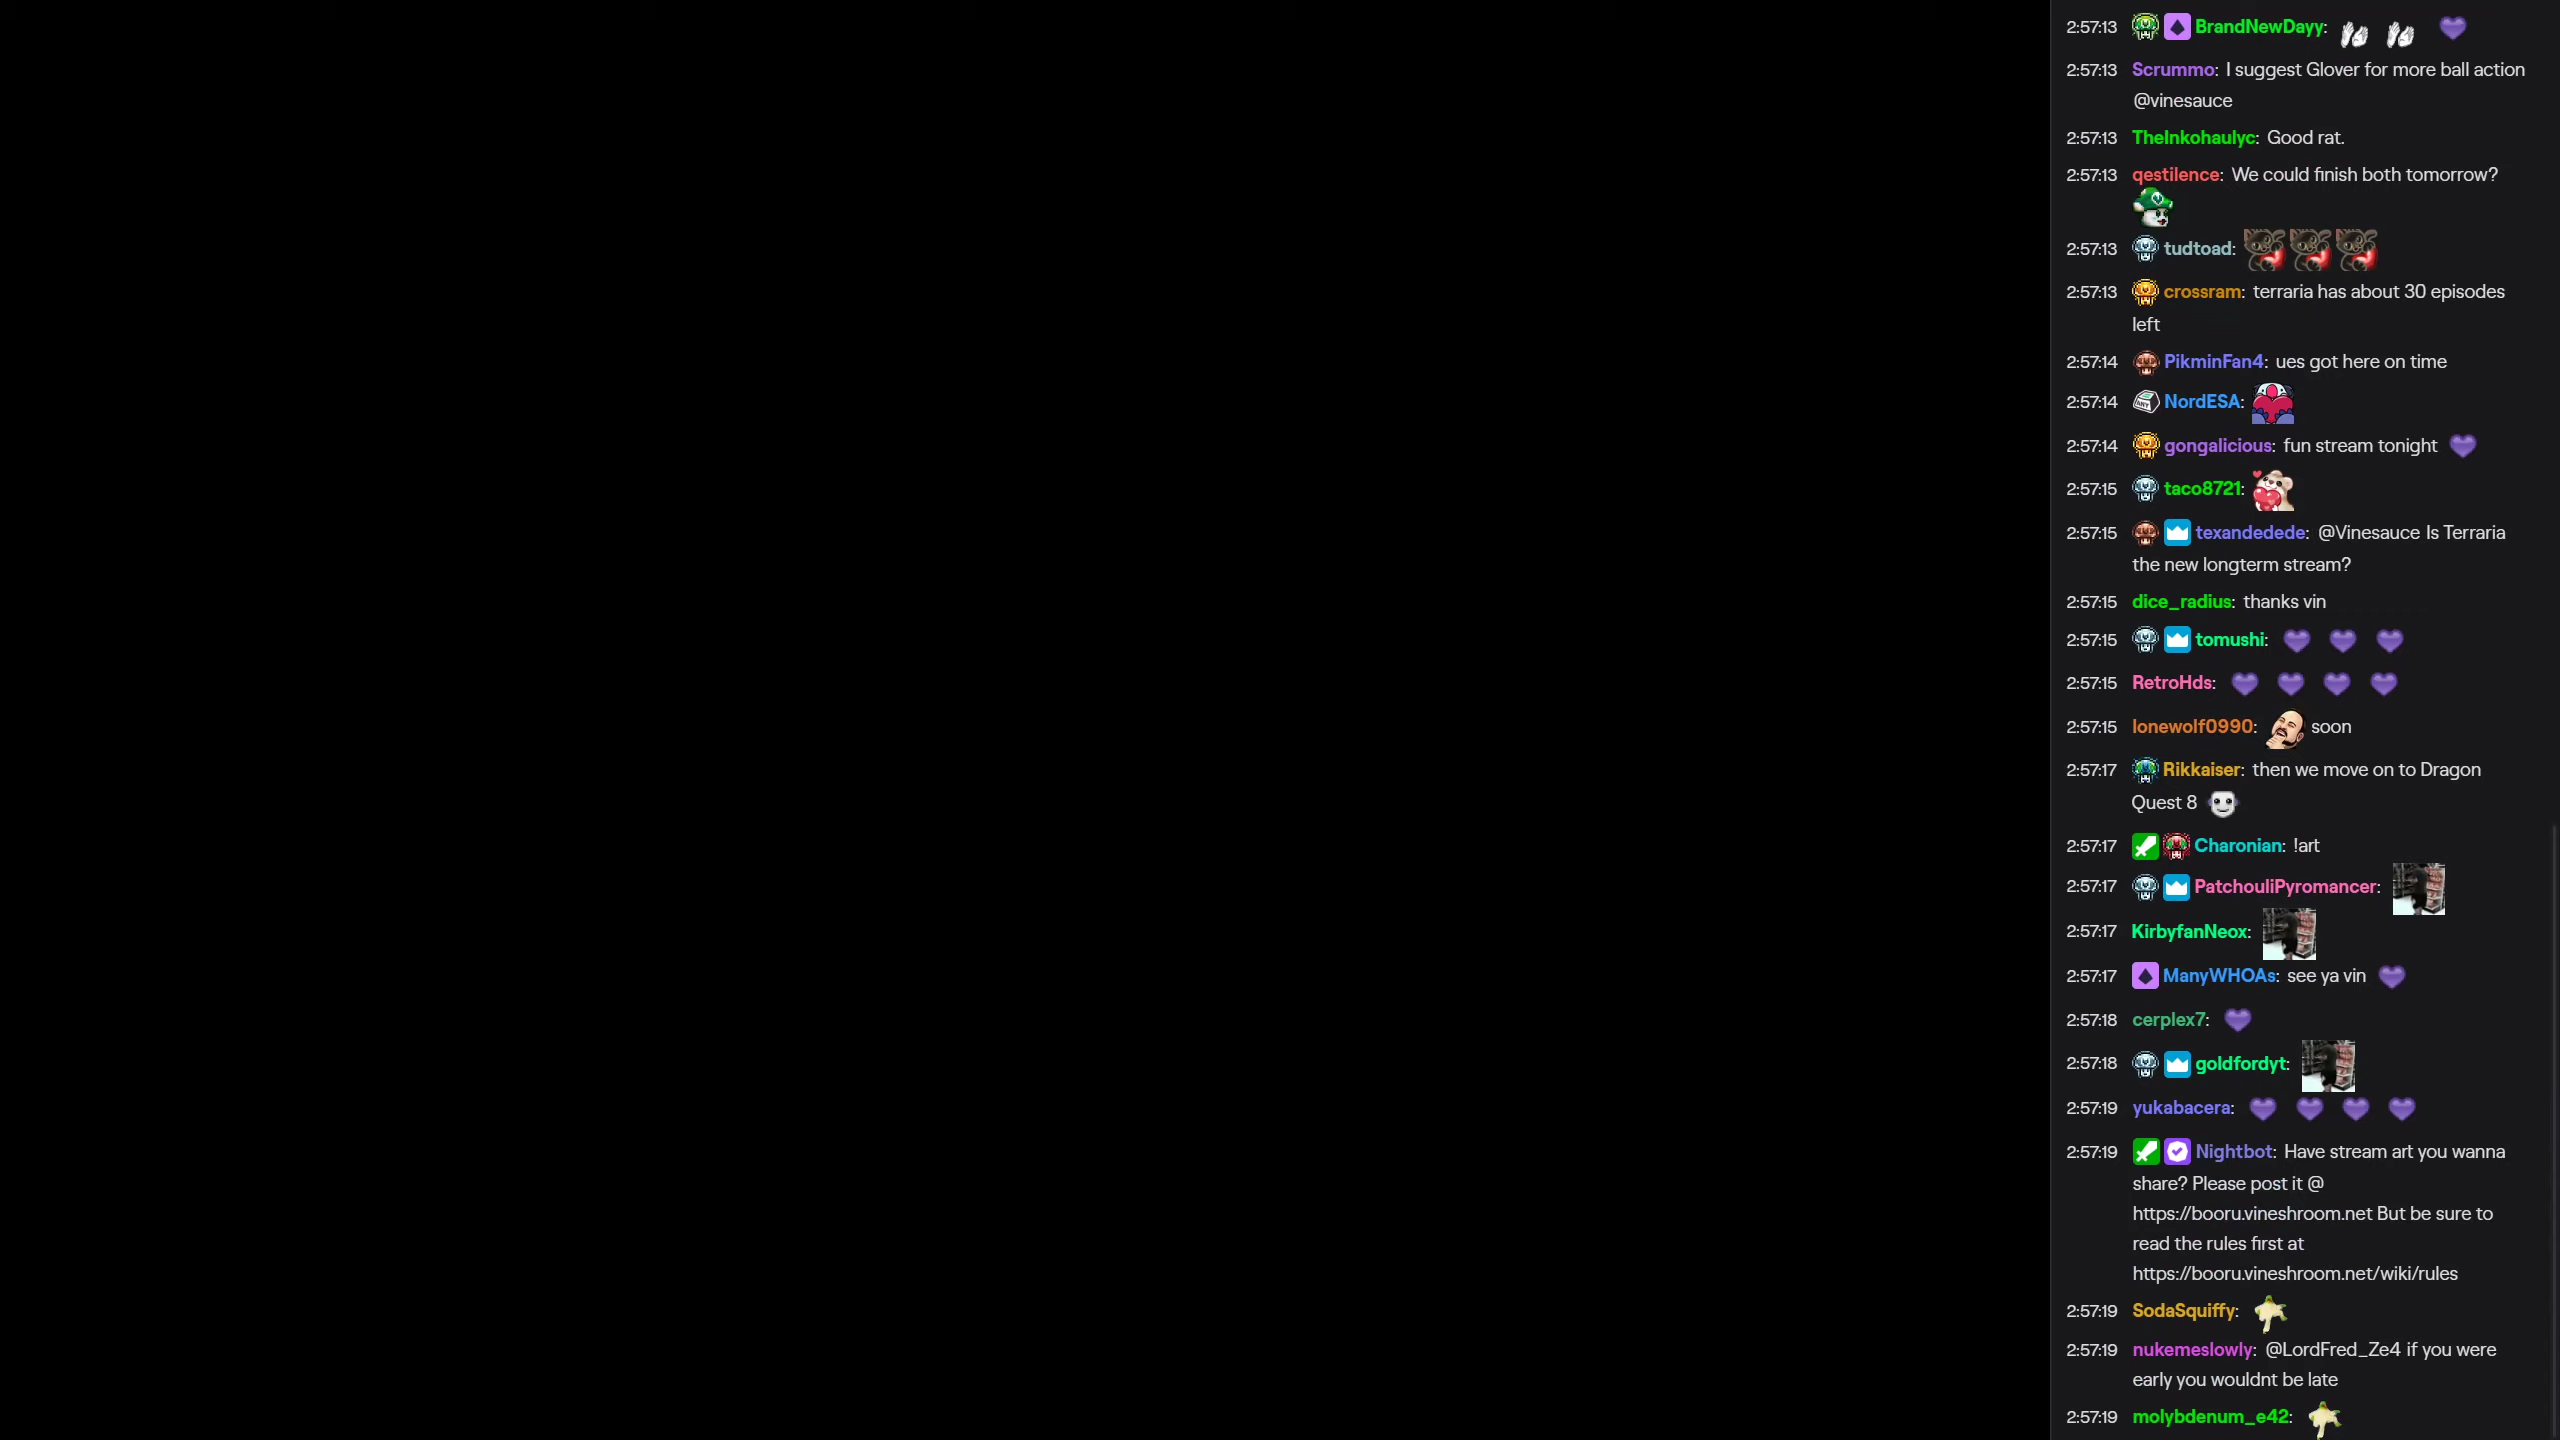 2:57:13 BrandNewDayy:
2:57:13 Scrummo: I suggest Glover for more ball action
@vinesauce
2:57:13 TheInkohaulyc: Good rat.
2:57:13 qestilence: We could finish both tomorrow?
2:57:13 tudtoad:
2:57:13 crossram: terraria has about 30 episodes
left
2:57:14 PikminFan4: ues got here on time
2:57:14 NordESA:
2:57:14 gongalicious: fun stream tonight
2:57:15 taco8721:
2:57:15 texandedede: @Vinesauce Is Terraria
the new longterm stream?
2:57:15 dice_radius: thanks vin
2:57:15 tomushi:
2:57:15 RetroHds:
2:57:15 lonewolf0990: soon
2:57:17 Rikkaiser: then we move on to Dragon
Quest 8
2:57:17 Charonian: !art
2:57:17 PatchouliPyromancer:
2:57:17 KirbyfanNeox:
2:57:17 ManyWHOAs: see ya vin
2:57:18 cerplex7:
2:57:18 goldfordyt:
2:57:19 yukabacera:
2:57:19 Nightbot: Have stream art you wanna
share? Please post it @
https://booru.vineshroom.net But be sure to
read the rules first at
https://booru.vineshroom.net/wiki/rules
2:57:19 SodaSquiffy:
2:57:19 nukemeslowly: @LordFred_Ze4 if you were
early you wouldnt be late
2:57:19 molybdenum_e42: